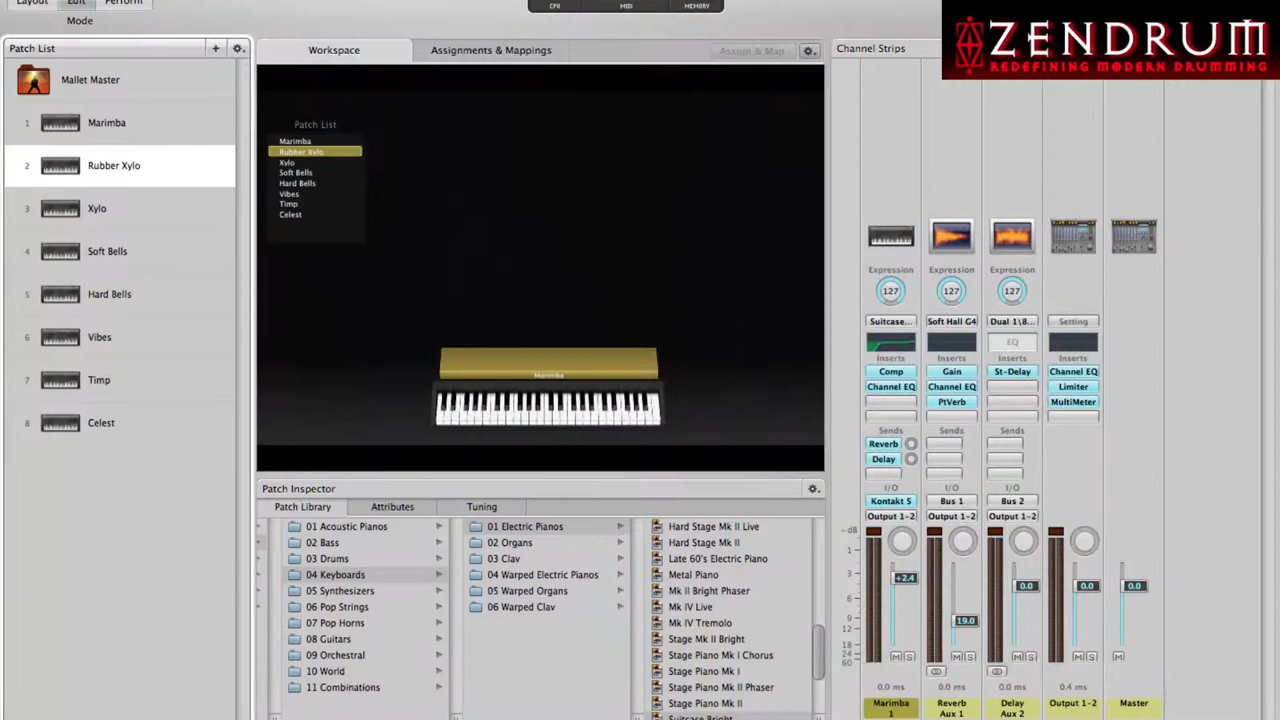 Layout Edit Perform
Mode
CPU MIDI MEMORY
ZENDRUM
REDEFINING MODERN DRUMMING
Patch List +
Mallet Master
1 Marimba
2 Rubber Xylo
3 Xylo
4 Soft Bells
5 Hard Bells
6 Vibes
7 Timp
8 Celest
Workspace Assignments & Mappings Assign & Map
Patch List
Marimba
Rubber Xylo
Xylo
Soft Bells
Hard Bells
Vibes
Timp
Celest
Marimba
Patch Inspector
Patch Library Attributes Tuning
01 Acoustic Pianos
02 Bass
03 Drums
04 Keyboards
05 Synthesizers
06 Pop Strings
07 Pop Horns
08 Guitars
09 Orchestral
10 World
11 Combinations
01 Electric Pianos
02 Organs
03 Clav
04 Warped Electric Pianos
05 Warped Organs
06 Warped Clav
Hard Stage Mk II Live
Hard Stage Mk II
Late 60's Electric Piano
Metal Piano
Mk II Bright Phaser
Mk IV Live
Mk IV Tremolo
Stage Mk II Bright
Stage Piano Mk I Chorus
Stage Piano Mk I
Stage Piano Mk II Phaser
Stage Piano Mk II
Suitcase Bright
Channel Strips
Expression Expression Expression
127 127 127
Suitcase... Soft Hall G4 Dual 1\8... Setting
EQ
Inserts Inserts Inserts Inserts
Comp Gain St-Delay Channel EQ
Channel EQ Channel EQ Limiter
PtVerb MultiMeter
Sends Sends Sends
Reverb
Delay
I/O I/O I/O
Kontakt 5 Bus 1 Bus 2
Output 1-2 Output 1-2 Output 1-2
- dB
1
3
6
9
12
18
24
60
+2.4 19.0 0.0 0.0 0.0
M S M S M S M S M
0.0 ms 0.0 ms 0.0 ms 0.4 ms
Marimba Reverb Delay Output 1-2 Master
1 Aux 1 Aux 2